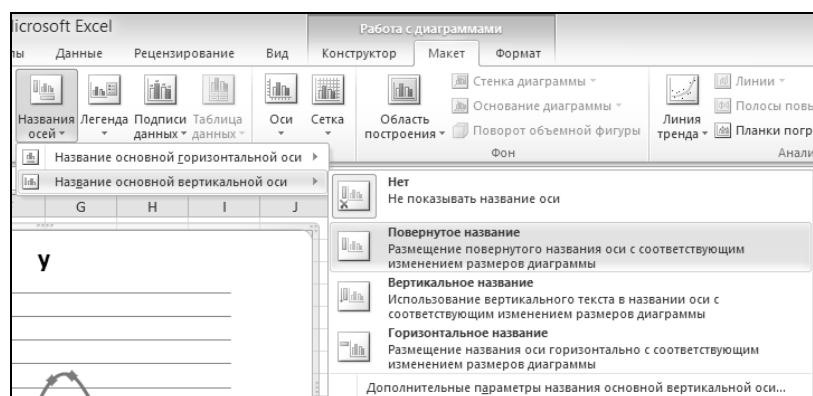 icrosoft Excel
Работа с диаграммами
лы Данные Рецензирование Вид Конструктор Макет Формат
Названия осей
Легенда
Подписи данных
Таблица данных
Оси
Сетка
Область построения
Стенка диаграммы
Основание диаграммы
Поворот объемной фигуры
Фон
Линия тренда
Линии
Полосы повы
Планки погр
Анали
Название основной горизонтальной оси
Название основной вертикальной оси
G H I J
у
Нет
Не показывать название оси
Повернутое название
Размещение повернутого названия оси с соответствующим
изменением размеров диаграммы
Вертикальное название
Использование вертикального текста в названии оси с
соответствующим изменением размеров диаграммы
Горизонтальное название
Размещение названия оси горизонтально с соответствующим
изменением размеров диаграммы
Дополнительные параметры названия основной вертикальной оси...